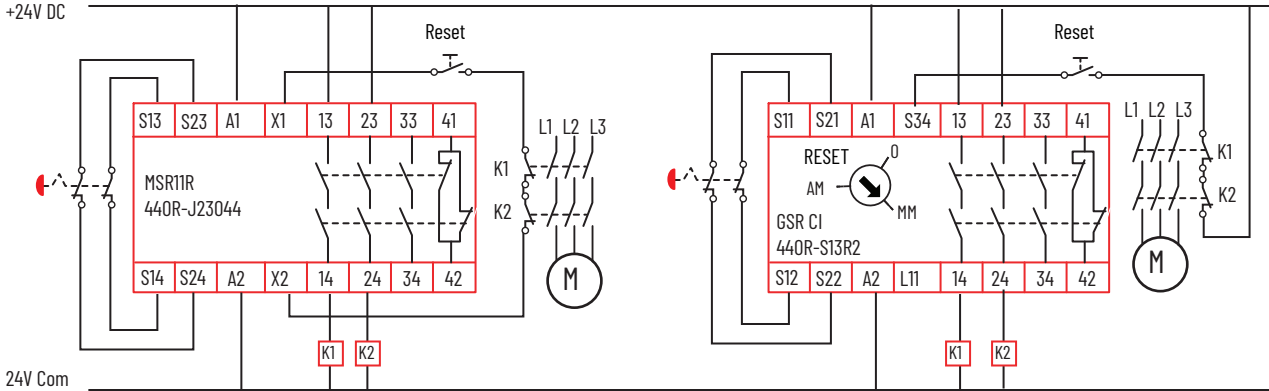 +24V DC
Reset
Reset
S13 S23 A1 X1 13 23 33 41
L1 L2 L3
MSR11R
440R-J23044
K1
K2
M
S14 S24 A2 X2 14 24 34 42
K1 K2
S11 S21 A1 S34 13 23 33 41
L1 L2 L3
RESET
0
AM
MM
GSR CI
440R-S13R2
K1
K2
M
S12 S22 A2 L11 14 24 34 42
K1 K2
24V Com